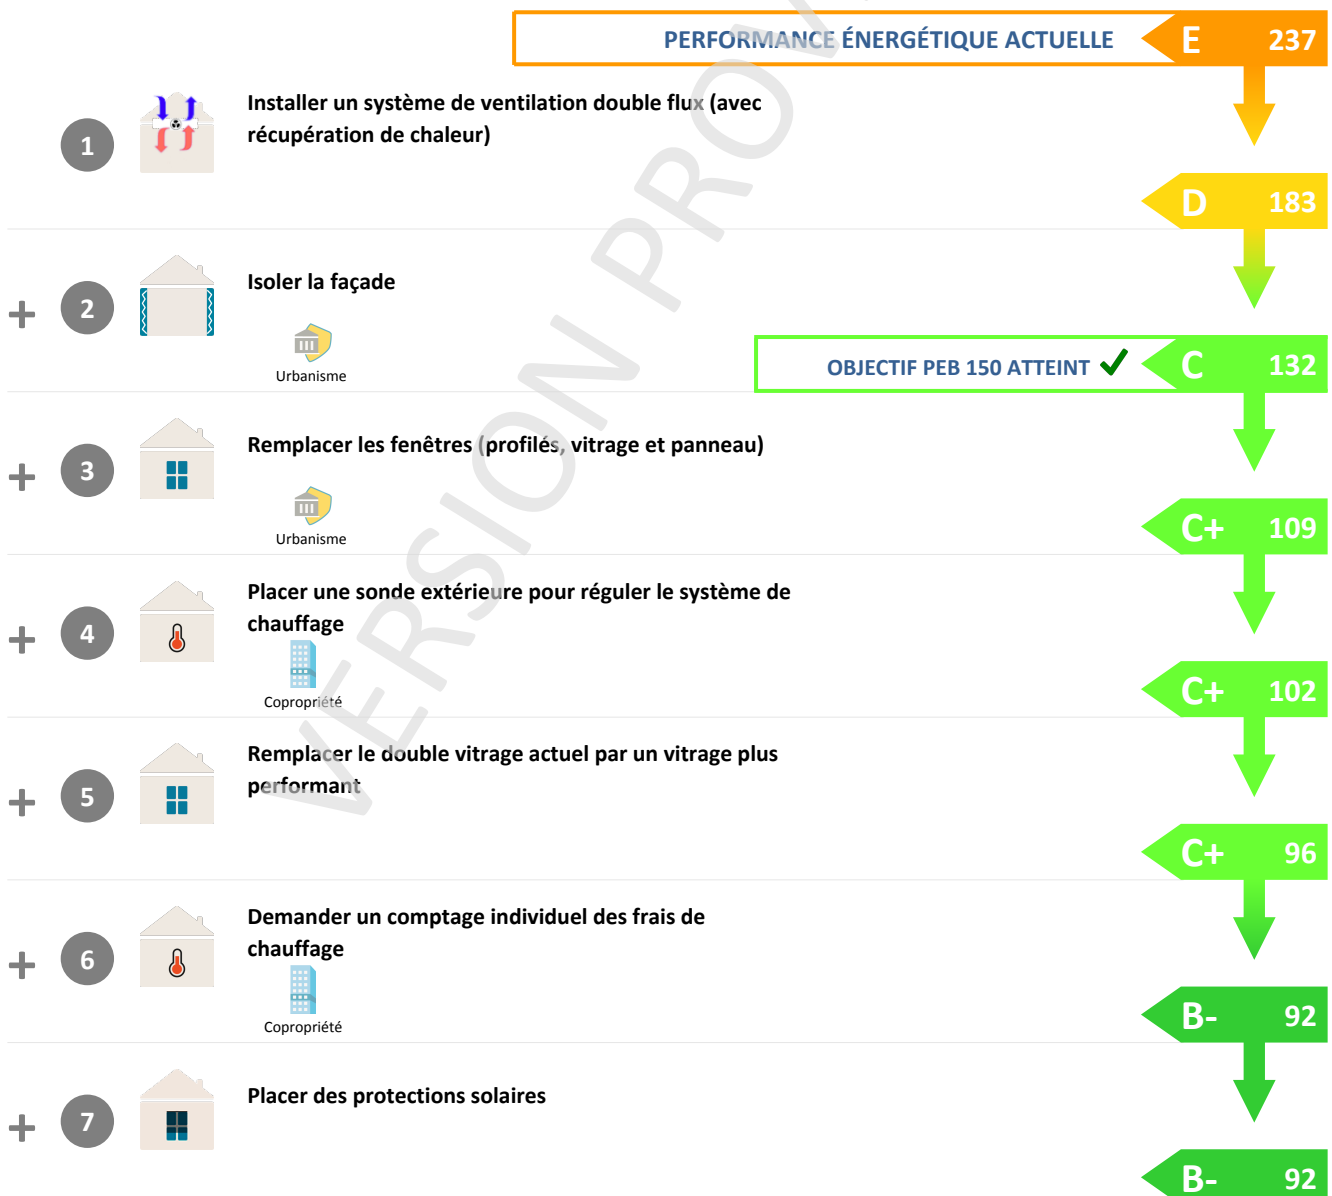 PERFORMANCE ÉNERGÉTIQUE ACTUELLE E 237
1 Installer un système de ventilation double flux (avec
récupération de chaleur)
D 183
+ 2 Isoler la façade
Urbanisme
OBJECTIF PEB 150 ATTEINT ✓ C 132
+ 3 Remplacer les fenêtres (profilés, vitrage et panneau)
Urbanisme
C+ 109
+ 4 Placer une sonde extérieure pour réguler le système de
chauffage
Copropriété
C+ 102
+ 5 Remplacer le double vitrage actuel par un vitrage plus
performant
C+ 96
+ 6 Demander un comptage individuel des frais de
chauffage
Copropriété
B- 92
+ 7 Placer des protections solaires
B- 92
VERSION